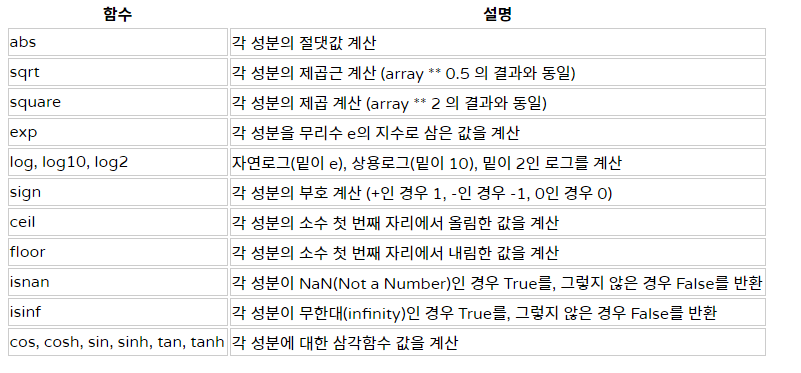 함수 설명
abs 각 성분의 절댓값 계산
sqrt 각 성분의 제곱근 계산 (array ** 0.5 의 결과와 동일)
square 각 성분의 제곱 계산 (array ** 2 의 결과와 동일)
exp 각 성분을 무리수 e의 지수로 삼은 값을 계산
log, log10, log2 자연로그(밑이 e), 상용로그(밑이 10), 밑이 2인 로그를 계산
sign 각 성분의 부호 계산 (+인 경우 1, -인 경우 -1, 0인 경우 0)
ceil 각 성분의 소수 첫 번째 자리에서 올림한 값을 계산
floor 각 성분의 소수 첫 번째 자리에서 내림한 값을 계산
isnan 각 성분이 NaN(Not a Number)인 경우 True를, 그렇지 않은 경우 False를 반환
isinf 각 성분이 무한대(infinity)인 경우 True를, 그렇지 않은 경우 False를 반환
cos, cosh, sin, sinh, tan, tanh 각 성분에 대한 삼각함수 값을 계산